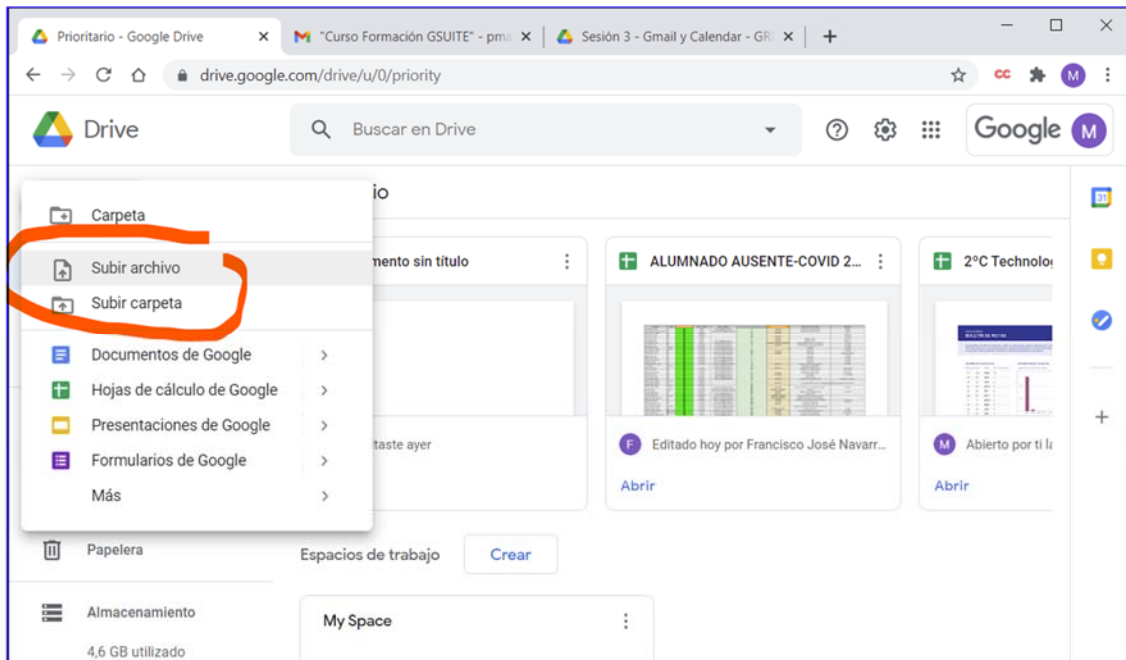 Prioritario - Google Drive
"Curso Formación GSUITE" - pma
Sesión 3 - Gmail y Calendar - GR
drive.google.com/drive/u/0/priority
CC
M
Drive
Buscar en Drive
Google
M
io
31
Carpeta
Subir archivo
Subir carpeta
Documentos de Google
Hojas de cálculo de Google
Presentaciones de Google
Formularios de Google
Más
mento sin título
taste ayer
ALUMNADO AUSENTE-COVID 2...
F Editado hoy por Francisco José Navarr...
Abrir
2ºC Technolog
M Abierto por ti la
Abrir
Papelera
Espacios de trabajo
Crear
Almacenamiento
4,6 GB utilizado
My Space